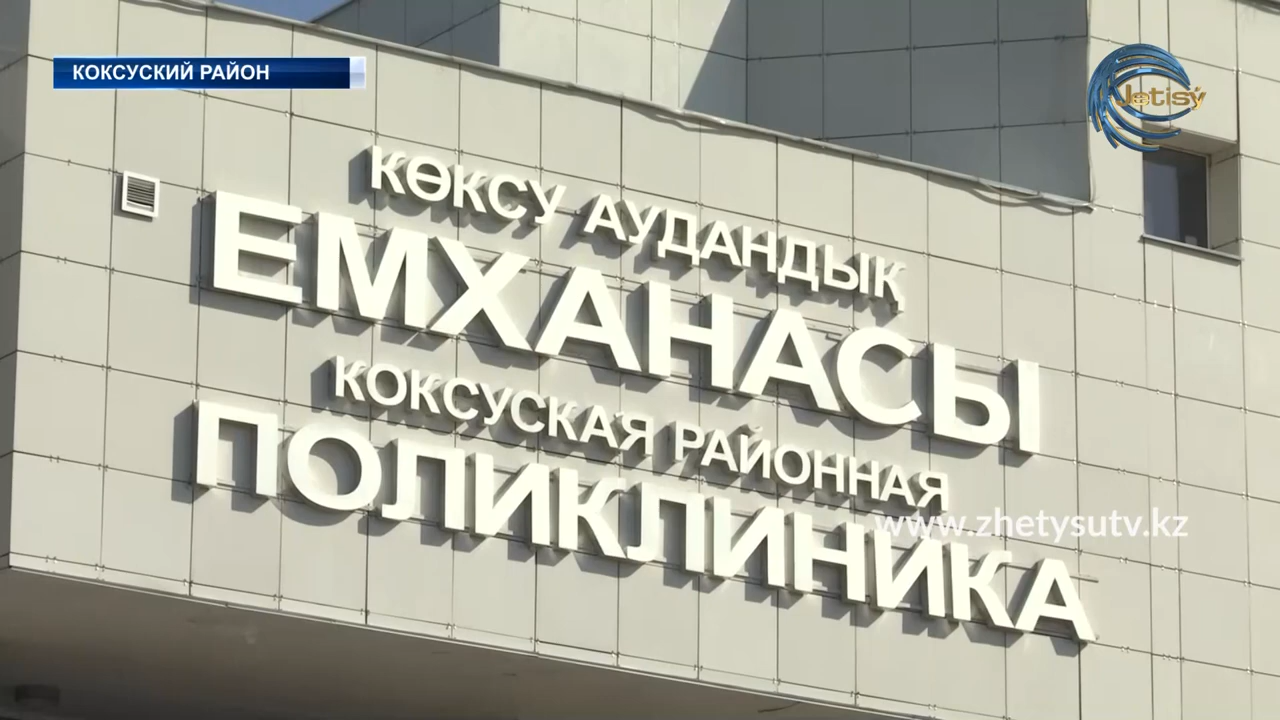 КОКСУСКИЙ РАЙОН
Jetisý
КӨКСУ АУДАНДЫҚ
ЕМХАНАСЫ
КОКСУСКАЯ РАЙОННАЯ
ПОЛИКЛИНИКА
www.zhetysutv.kz